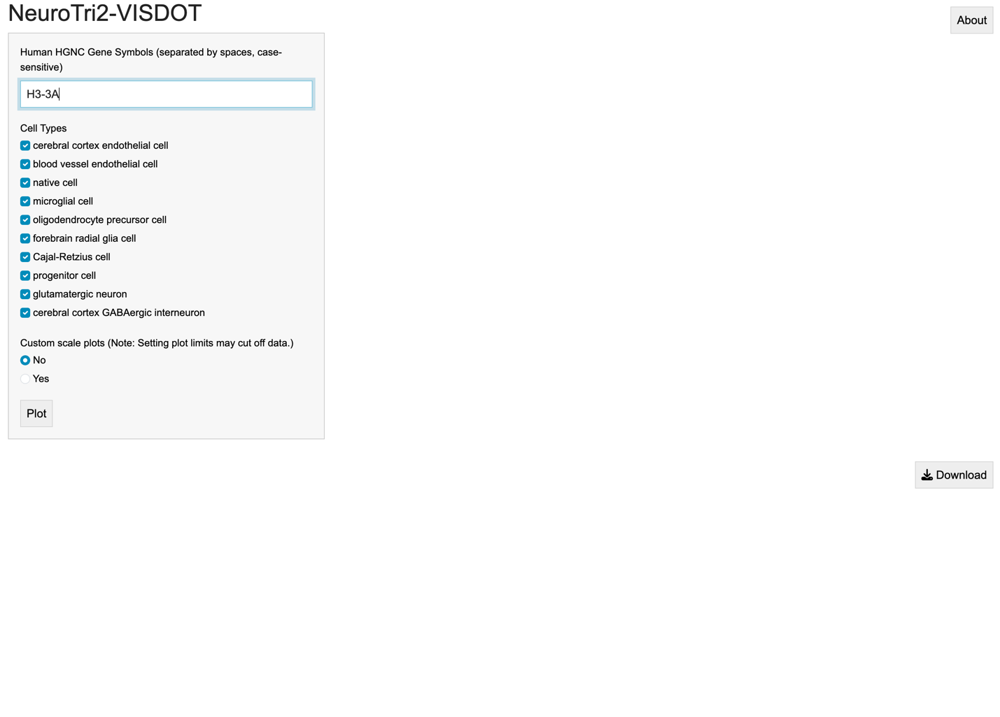 NeuroTri2-VISDOT
About
Human HGNC Gene Symbols (separated by spaces, case-
sensitive)
H3-3A
Cell Types
cerebral cortex endothelial cell
blood vessel endothelial cell
native cell
microglial cell
oligodendrocyte precursor cell
forebrain radial glia cell
Cajal-Retzius cell
progenitor cell
glutamatergic neuron
cerebral cortex GABAergic interneuron
Custom scale plots (Note: Setting plot limits may cut off data.)
No
Yes
Plot
Download